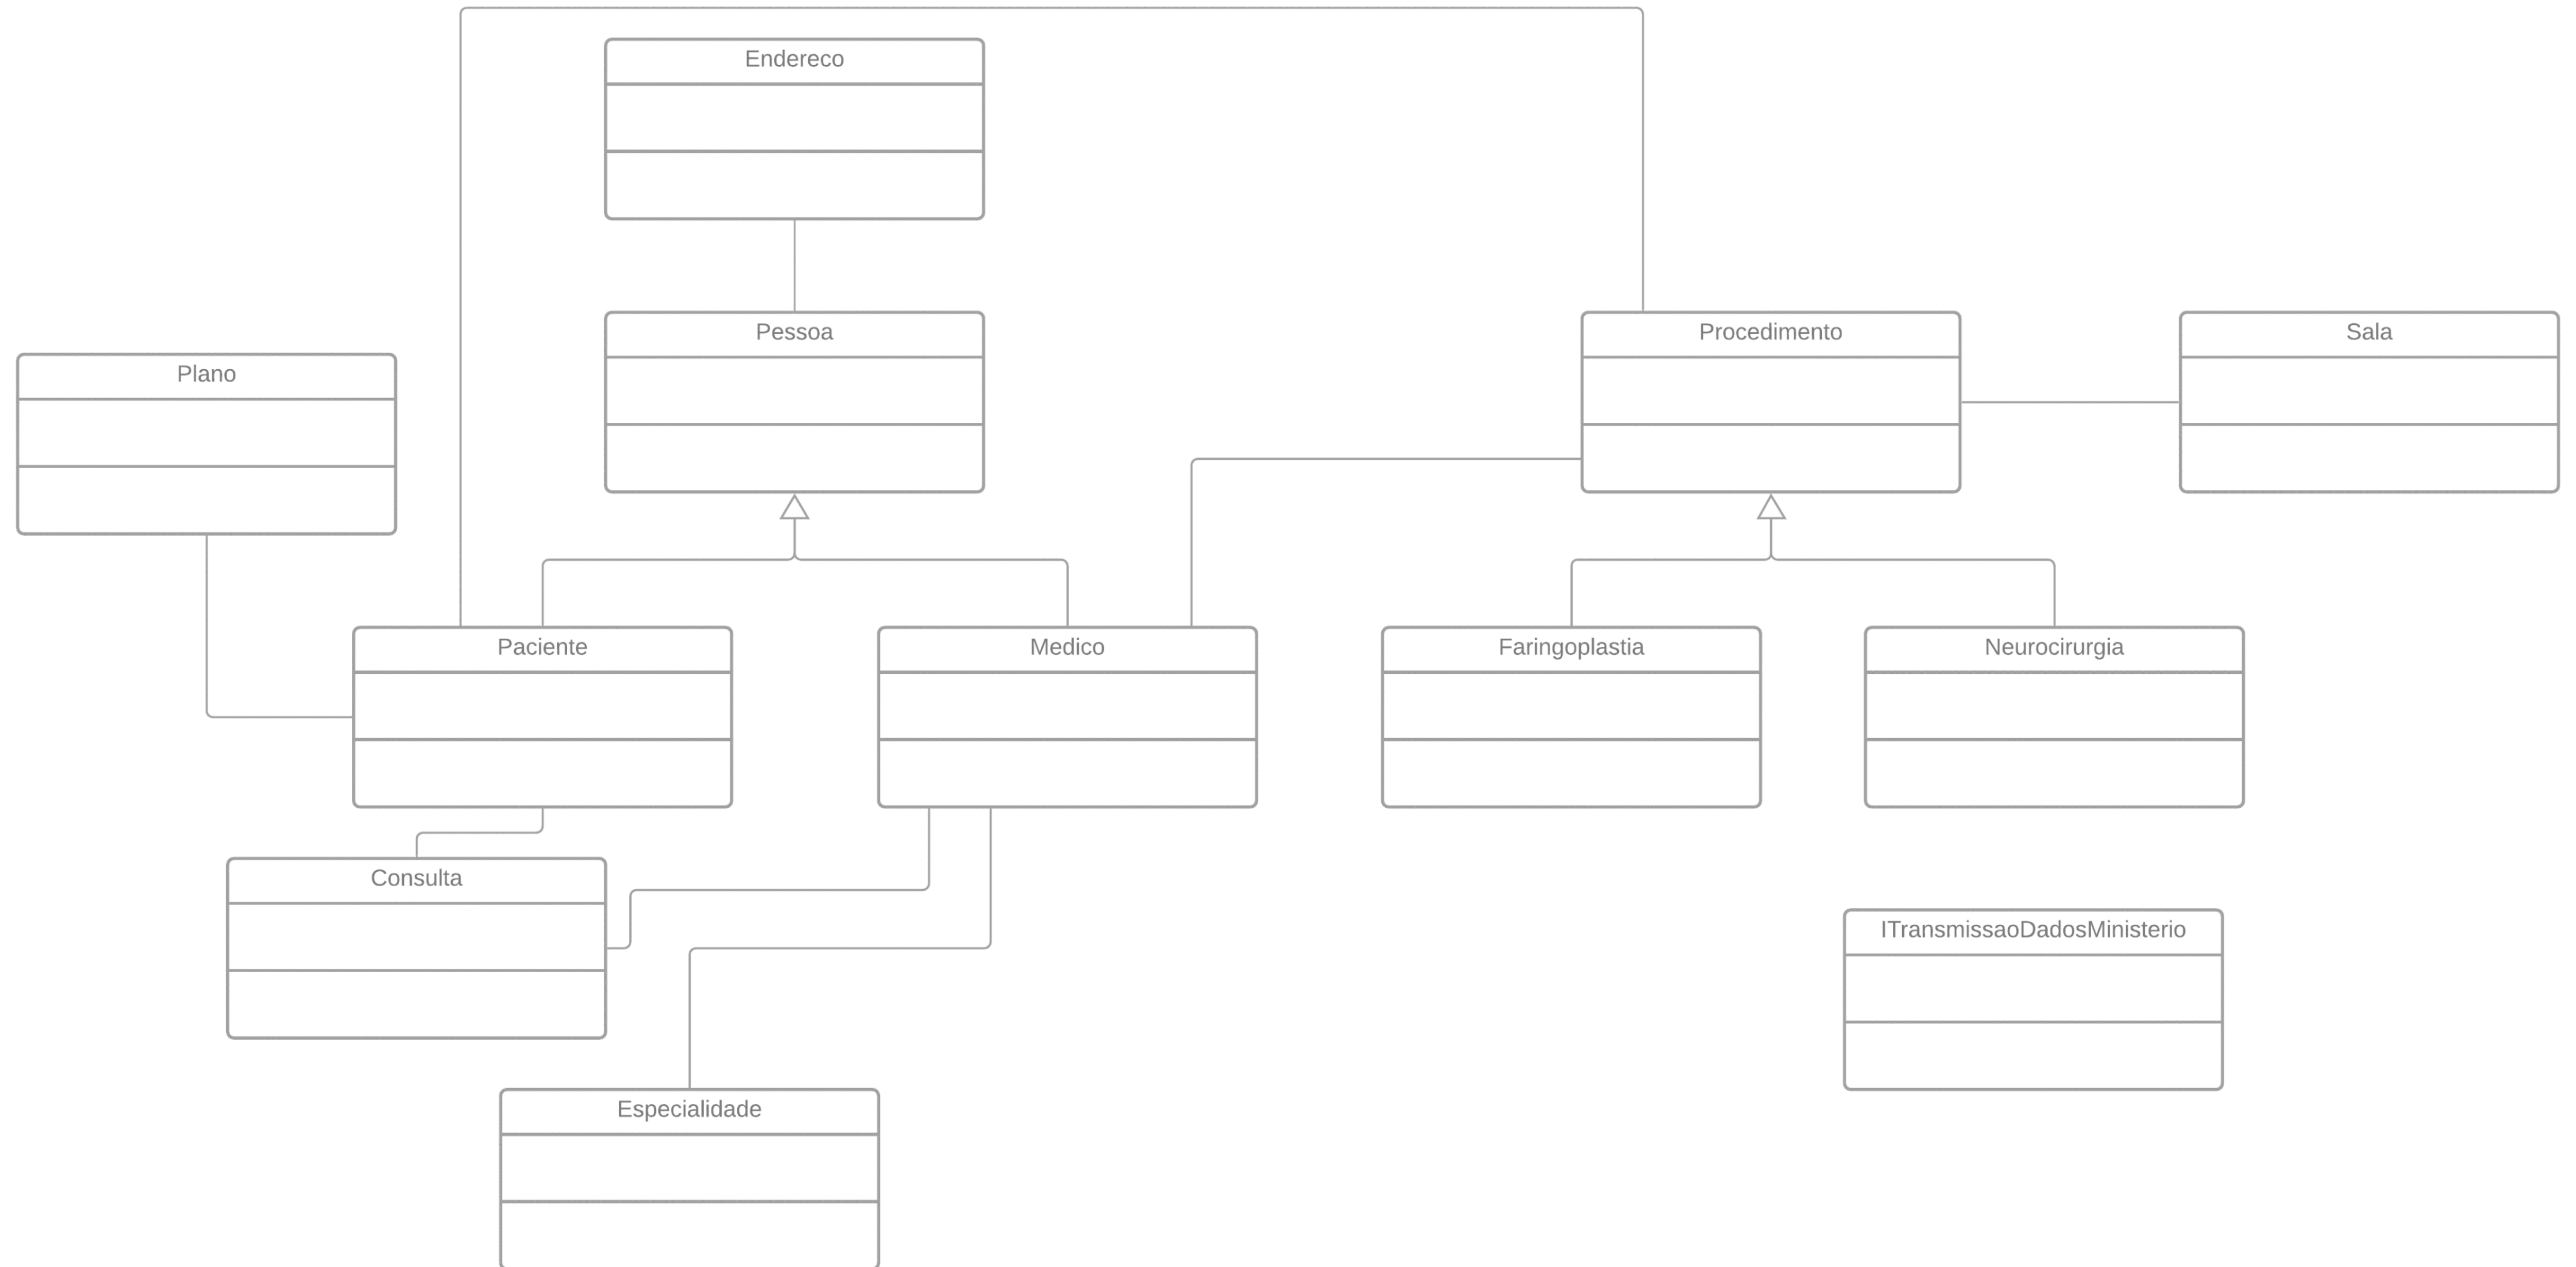 Endereco
Pessoa
Procedimento
Sala
Plano
Paciente
Medico
Faringoplastia
Neurocirurgia
Consulta
ITransmissaoDadosMinisterio
Especialidade